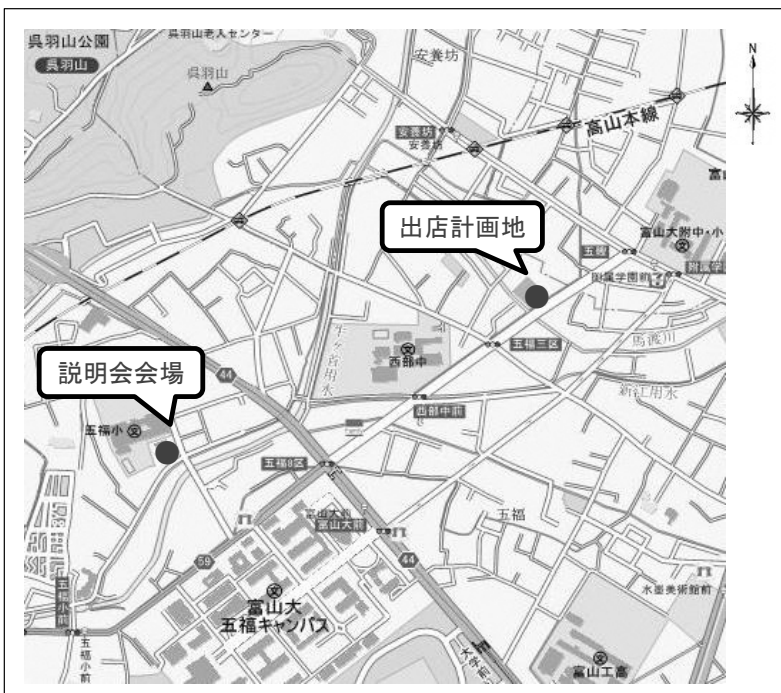 呉羽山公園
呉羽山
呉羽山老人センター
呉羽山
安養坊
N
安養坊
安養坊
高山本線
出店計画地
富山大附中・小
五福
附属学園前
牛ケ首用水
西部中
五福三区
馬渡川
新江用水
説明会会場
44
西部中前
五福小
五福8区
富山大前
富山大前
五福
59
44
富山大
五福キャンパス
五福小前
五福小前
水墨美術館前
大学前
富山工高